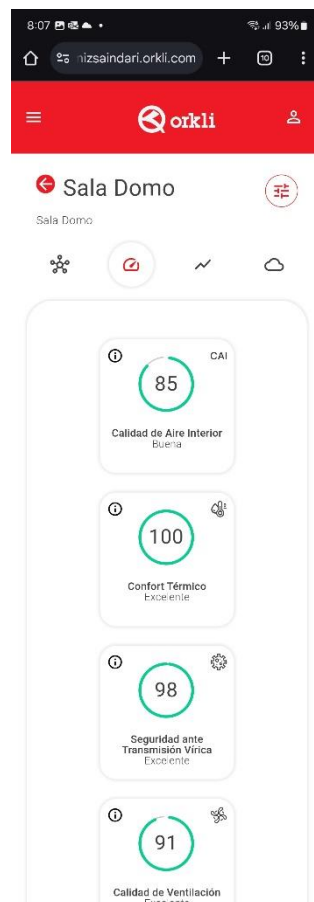 8:07
93%
nizsaindari.orkli.com
10
orkli
Sala Domo
Sala Domo
CAI
85
Calidad de Aire Interior
Buena
100
Confort Térmico
Excelente
98
Seguridad ante
Transmisión Vírica
Excelente
91
Calidad de Ventilación